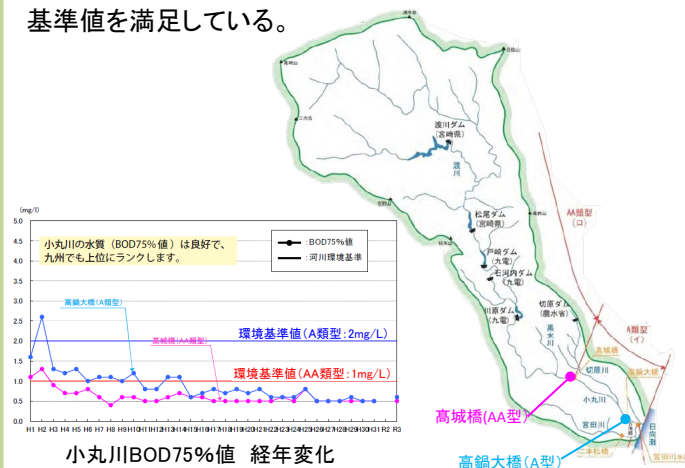 基準値を満足している。
渡川ダム
(宮崎県)
渡川
松尾ダム
(宮崎県)
戸崎ダム
(九電)
石河内ダム
(九電)
川原ダム
(九電)
切原ダム
(農水省)
AA類型
(ロ)
A類型
(イ)
黒水川
高城橋
切原川
高鍋大橋
小丸川
宮田川
日向灘
二本松橋
宮田川水
高城橋(AA型)
高鍋大橋(A型)
(mg/l)
5.0
4.5
4.0
3.5
3.0
2.5
2.0
1.5
1.0
0.5
0.0
小丸川の水質(BOD75%値)は良好で、
九州でも上位にランクします。
:BOD75%値
:河川環境基準
高鍋大橋(A類型)
高城橋(AA類型)
環境基準値(A類型:2mg/L)
環境基準値(AA類型:1mg/L)
H1 H2 H3 H4 H5 H6 H7 H8 H9 H10 H11 H12 H13 H14 H15 H16 H17 H18 H19 H20 H21 H22 H23 H24 H25 H26 H27 H28 H29 H30 H31 R2 R3
小丸川BOD75%値 経年変化